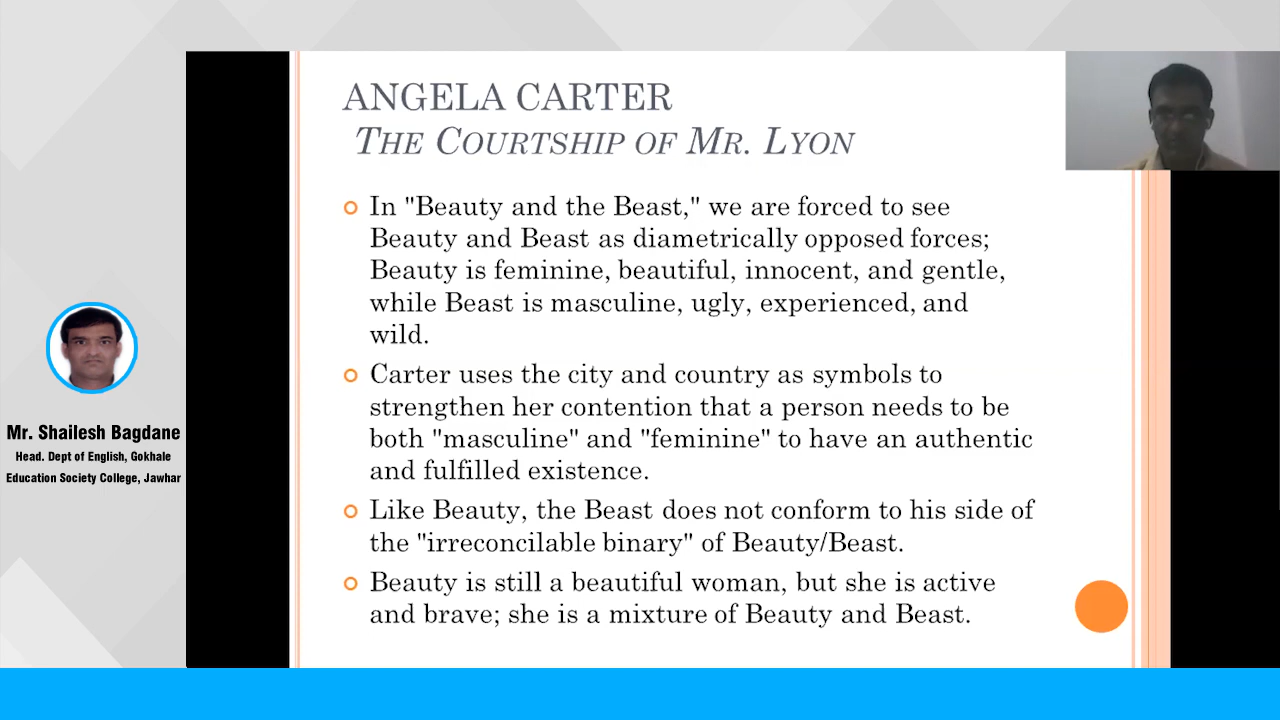 ANGELA CARTER
THE COURTSHIP OF MR. LYON
In "Beauty and the Beast," we are forced to see
Beauty and Beast as diametrically opposed forces;
Beauty is feminine, beautiful, innocent, and gentle,
while Beast is masculine, ugly, experienced, and
wild.
Carter uses the city and country as symbols to
strengthen her contention that a person needs to be
both "masculine" and "feminine" to have an authentic
and fulfilled existence.
Like Beauty, the Beast does not conform to his side of
the "irreconcilable binary" of Beauty/Beast.
Beauty is still a beautiful woman, but she is active
and brave; she is a mixture of Beauty and Beast.
Mr. Shailesh Bagdane
Head. Dept of English, Gokhale
Education Society College, Jawhar